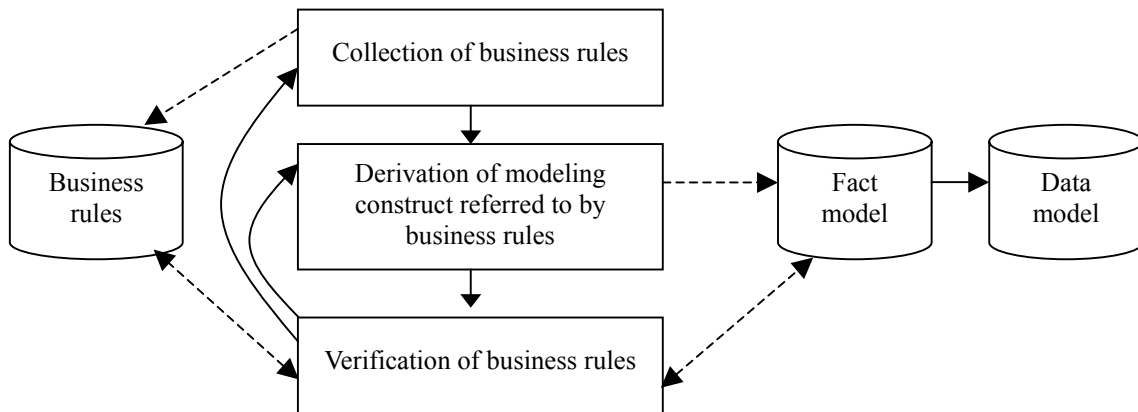 Collection of business rules
Business
rules
Derivation of modeling
construct referred to by
business rules
Fact
model
Data
model
Verification of business rules